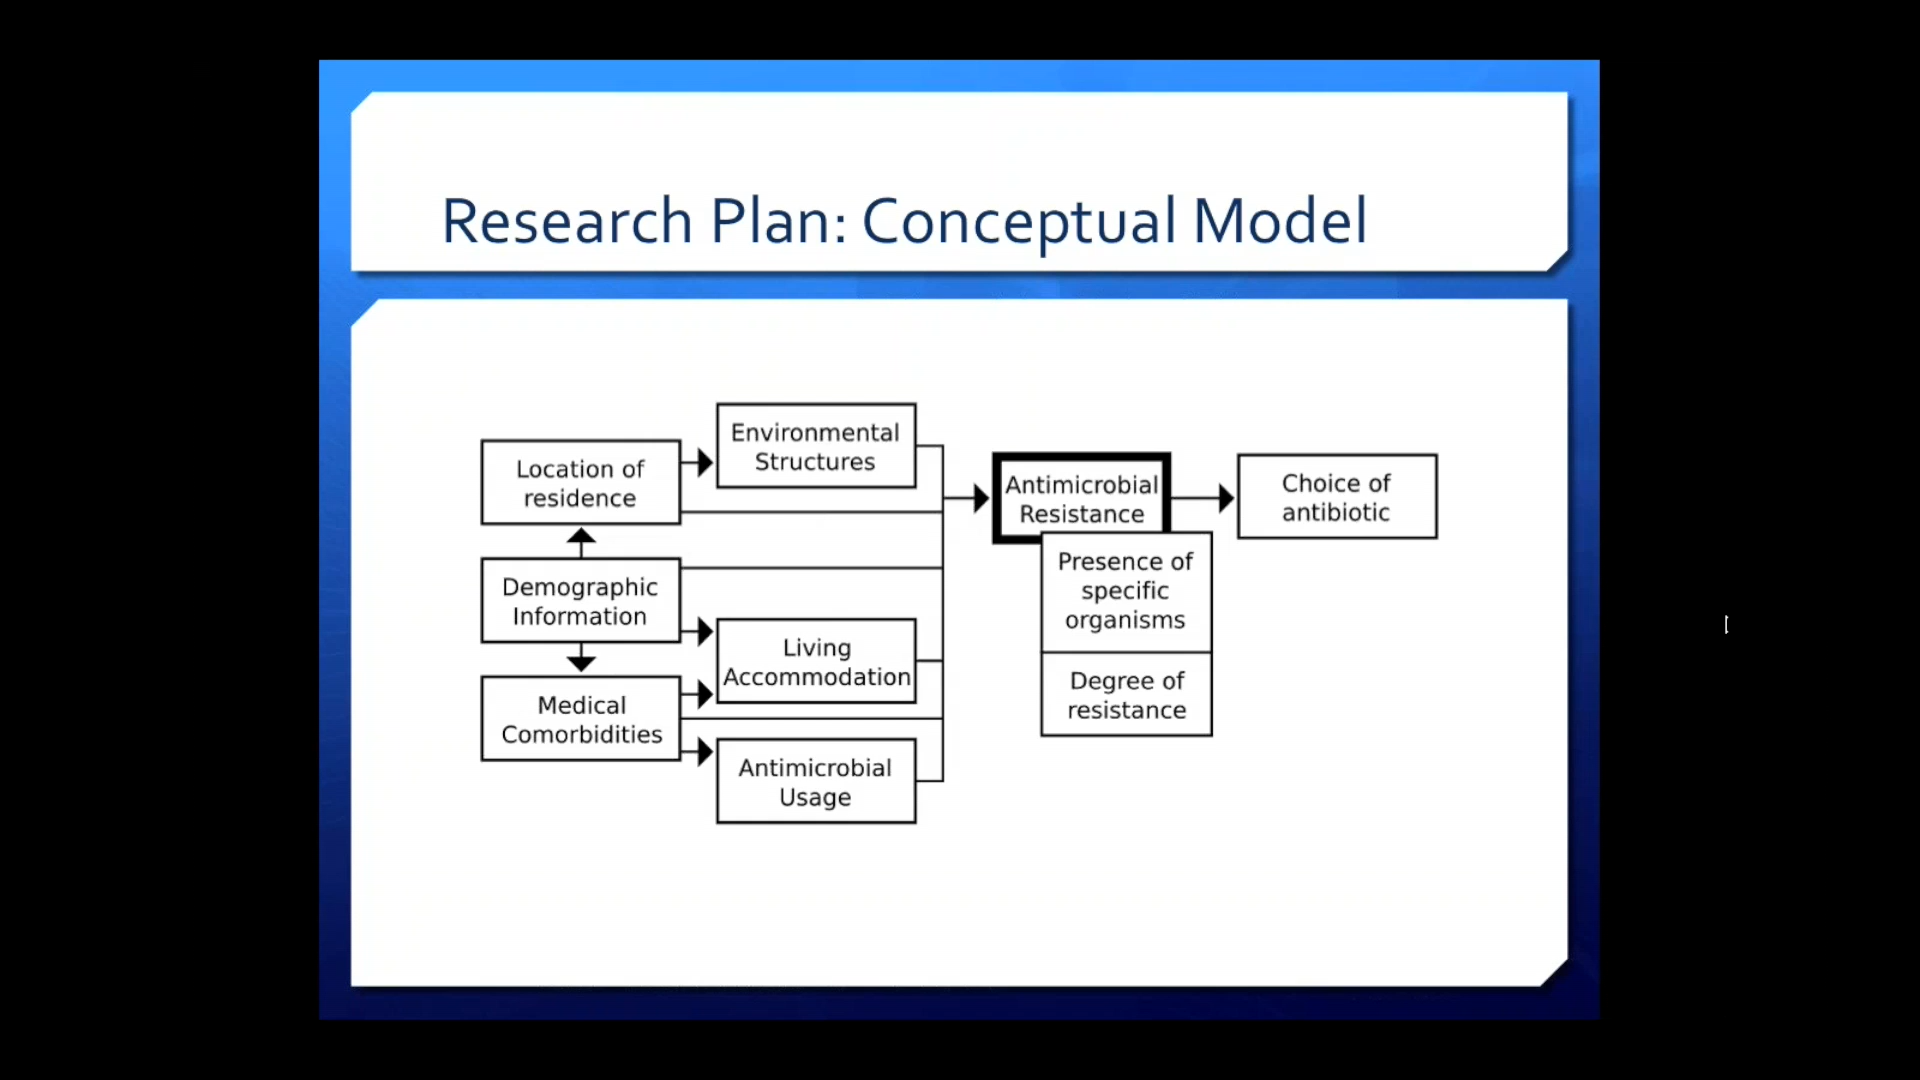 Research Plan: Conceptual Model
Environmental
Structures
Location of
residence
Antimicrobial
Resistance
Choice of
antibiotic
Demographic
Information
Presence of
specific
organisms
Living
Accommodation
Degree of
resistance
Medical
Comorbidities
Antimicrobial
Usage